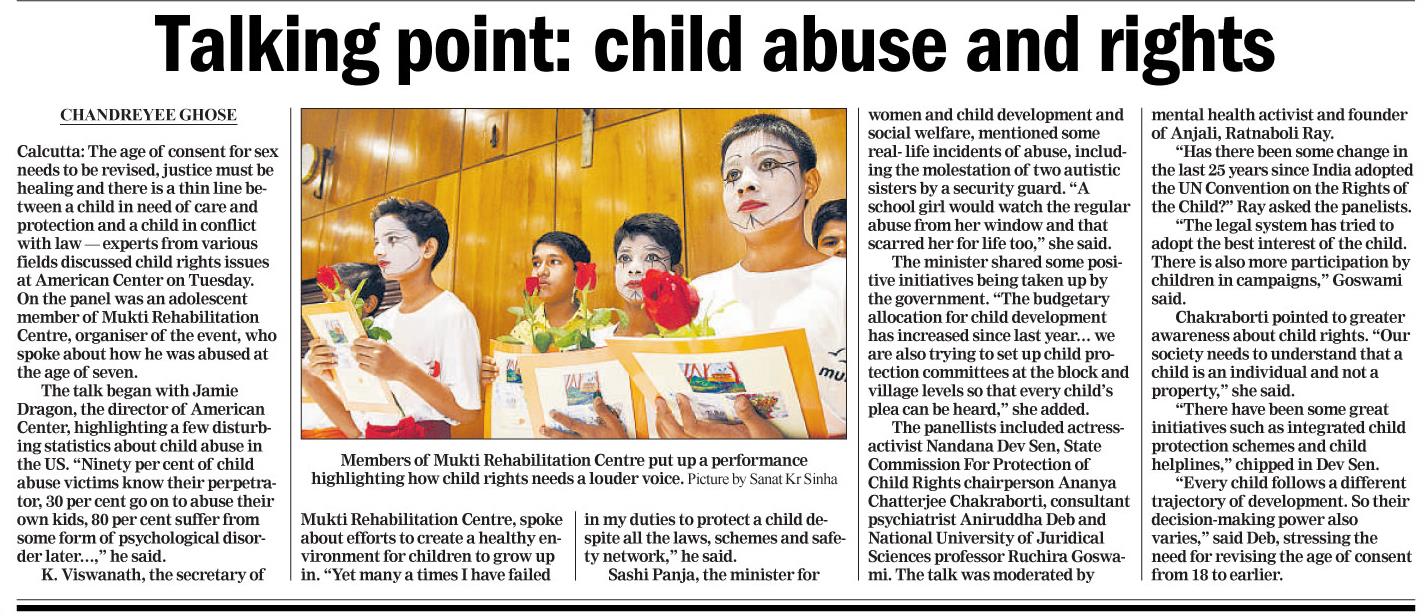 Talking point: child abuse and rights
CHANDREYEE GHOSE
Calcutta: The age of consent for sex
needs to be revised, justice must be
healing and there is a thin line be-
tween a child in need of care and
protection and a child in conflict
with law — experts from various
fields discussed child rights issues
at American Center on Tuesday.
On the panel was an adolescent
member of Mukti Rehabilitation
Centre, organiser of the event, who
spoke about how he was abused at
the age of seven.
The talk began with Jamie
Dragon, the director of American
Center, highlighting a few disturb-
ing statistics about child abuse in
the US. “Ninety per cent of child
abuse victims know their perpetra-
tor, 30 per cent go on to abuse their
own kids, 80 per cent suffer from
some form of psychological disor-
der later...,” he said.
K. Viswanath, the secretary of
mu
Members of Mukti Rehabilitation Centre put up a performance
highlighting how child rights needs a louder voice. Picture by Sanat Kr Sinha
Mukti Rehabilitation Centre, spoke
about efforts to create a healthy en-
vironment for children to grow up
in. “Yet many a times I have failed
in my duties to protect a child de-
spite all the laws, schemes and safe-
ty network,” he said.
Sashi Panja, the minister for
women and child development and
social welfare, mentioned some
real- life incidents of abuse, includ-
ing the molestation of two autistic
sisters by a security guard. “A
school girl would watch the regular
abuse from her window and that
scarred her for life too,” she said.
The minister shared some posi-
tive initiatives being taken up by
the government. “The budgetary
allocation for child development
has increased since last year... we
are also trying to set up child pro-
tection committees at the block and
village levels so that every child’s
plea can be heard,” she added.
The panellists included actress-
activist Nandana Dev Sen, State
Commission For Protection of
Child Rights chairperson Ananya
Chatterjee Chakraborti, consultant
psychiatrist Aniruddha Deb and
National University of Juridical
Sciences professor Ruchira Goswa-
mi. The talk was moderated by
mental health activist and founder
of Anjali, Ratnaboli Ray.
“Has there been some change in
the last 25 years since India adopted
the UN Convention on the Rights of
the Child?” Ray asked the panelists.
“The legal system has tried to
adopt the best interest of the child.
There is also more participation by
children in campaigns,” Goswami
said.
Chakraborti pointed to greater
awareness about child rights. “Our
society needs to understand that a
child is an individual and not a
property,” she said.
“There have been some great
initiatives such as integrated child
protection schemes and child
helplines,” chipped in Dev Sen.
“Every child follows a different
trajectory of development. So their
decision-making power also
varies,” said Deb, stressing the
need for revising the age of consent
from 18 to earlier.